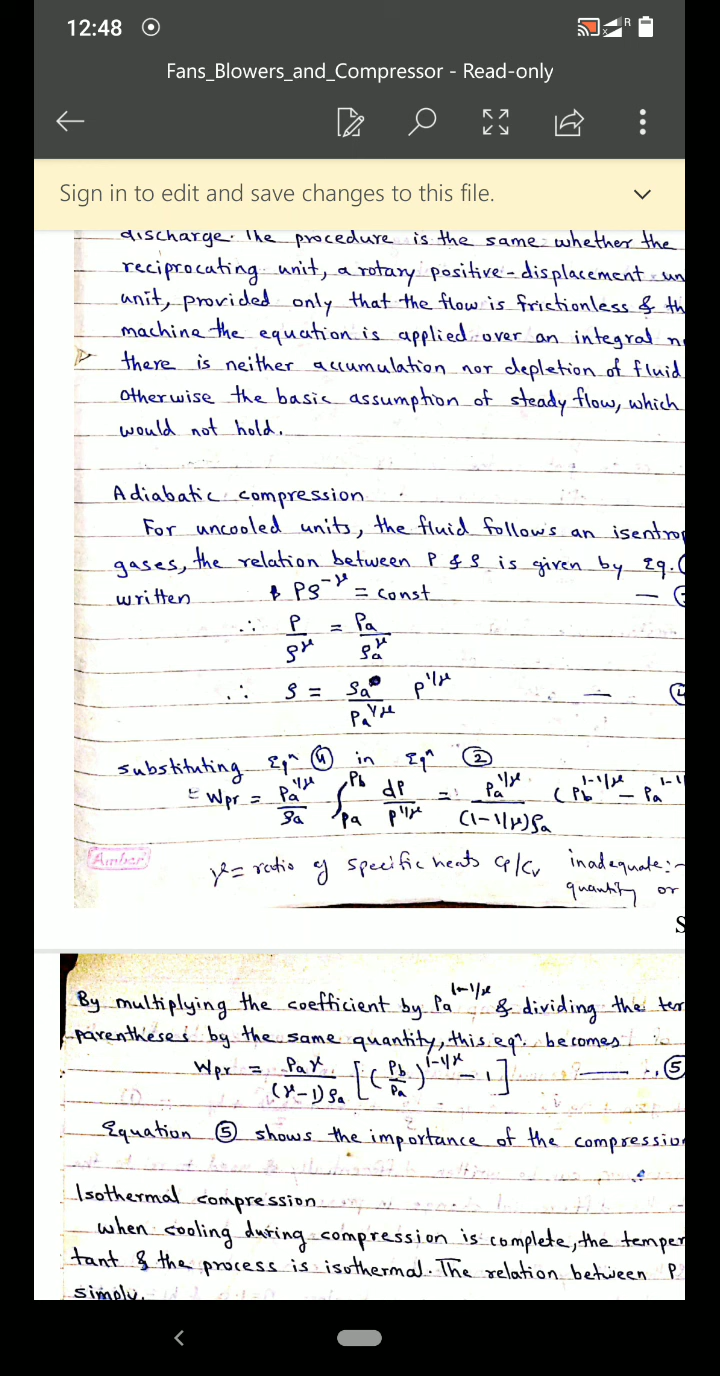 12:48
R
Fans_Blowers_and_Compressor - Read-only
Sign in to edit and save changes to this file.
discharge. The procedure is the same whether the
reciprocating unit, a rotary positive-displacement un
unit, provided only that the flow is frictionless & th
machine the equation is applied over an integral n
there is neither accumulation nor depletion of fluid
Otherwise the basic assumption of steady flow, which
would not hold.
Adiabatic compression
For uncooled units, the fluid follows an isentrop
gases, the relation between P & ρ is given by Eq. (
written Pρ^-γ = const — (3
∴ P/ρ^γ = Pa/ρa^γ
∴ ρ = ρa/Pa^1/γ P^1/γ — (4
substituting Eqn (4) in Eqn (2)
Wpr = Pa^1/γ/ρa ∫Pa^Pb dP/P^1/γ = Pa^1/γ/(1-1/γ)ρa (Pb^1-1/γ - Pa^1-1/
Amber
γ = ratio of specific heats Cp/Cv inadequate:-
quantity or
S
By multiplying the coefficient by Pa^1-1/γ & dividing the ter
parentheses by the same quantity, this eqn. becomes
Wpr = Paγ/(γ-1)ρa [(Pb/Pa)^1-1/γ - 1] — (5)
Equation (5) shows the importance of the compressio
Isothermal compression
when cooling during compression is complete, the temper
tant & the process is isothermal. The relation between P
simply.